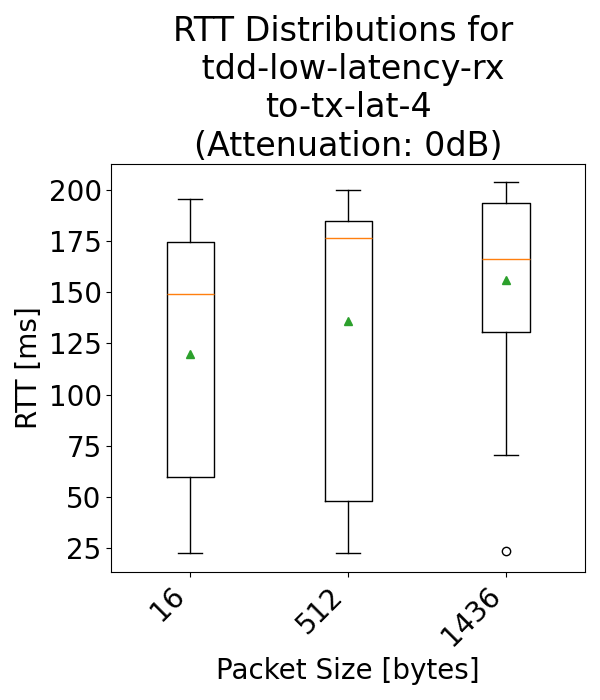 RTT Distributions for
tdd-low-latency-rx
to-tx-lat-4
(Attenuation: 0dB)
200
175
150
125
100
75
50
25
RTT [ms]
16
512
1436
Packet Size [bytes]